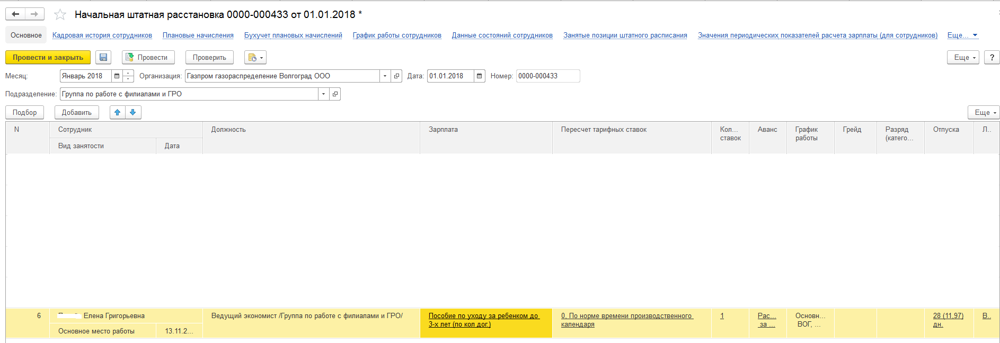 Начальная штатная расстановка 0000-000433 от 01.01.2018 *
Основное Кадровая история сотрудников Плановые начисления Бухучет плановых начислений График работы сотрудников Данные состояний сотрудников Занятые позиции штатного расписания Значения периодических показателей расчета зарплаты (для сотрудников) Еще...
Провести и закрыть Провести Проверить Еще ?
Месяц: Январь 2018 Организация: Газпром газораспределение Волгоград ООО Дата: 01.01.2018 Номер: 0000-000433
Подразделение: Группа по работе с филиалами и ГРО
Подбор Добавить Еще
N Сотрудник Должность Зарплата Пересчет тарифных ставок Кол... Аванс График Грейд Разряд Отпуска Л..
ставок работы (катего...
Вид занятости Дата
6 Елена Григорьевна Ведущий экономист /Группа по работе с филиалами и ГРО/ Пособие по уходу за ребенком до 0, По норме времени производственного 1 Рас... Основн... 28 (11,97) В..
3-х лет (по кол дог.) календаря за ... ВОГ, ... дн.
Основное место работы 13.11.2...